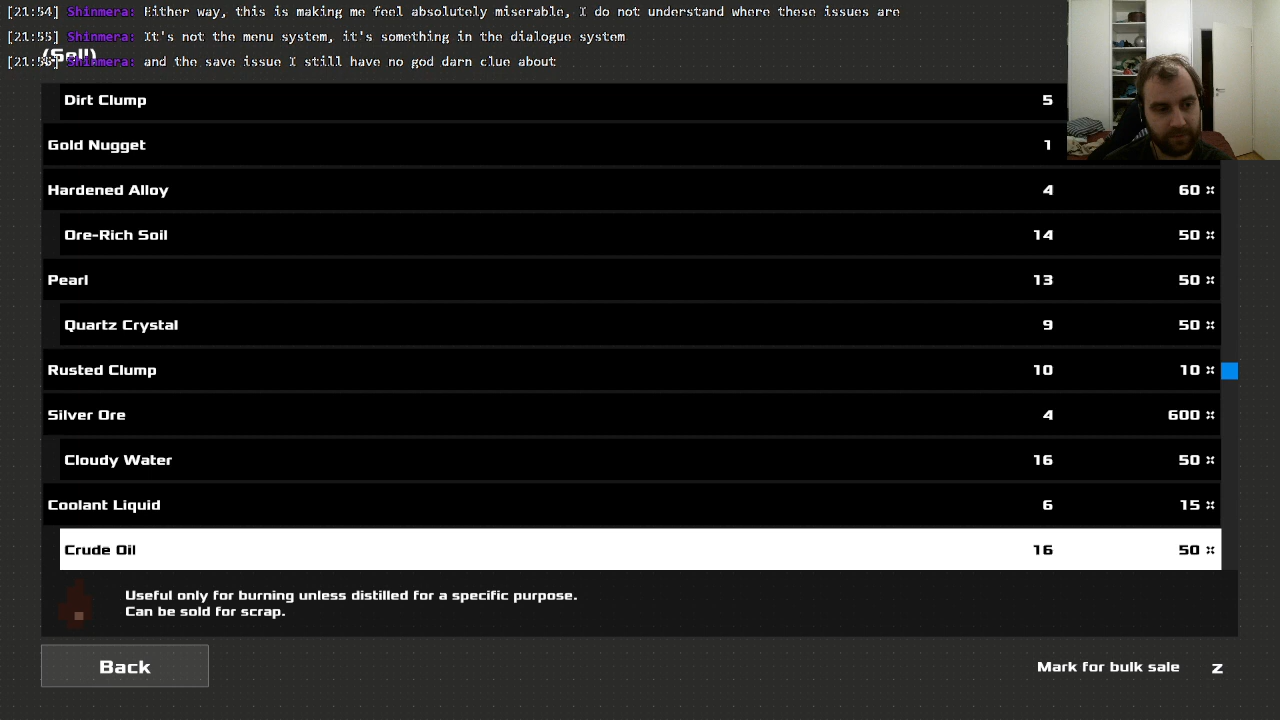 [21:54] Shinmera: Either way, this is making me feel absolutely miserable, I do not understand where these issues are
[21:55] Shinmera: It's not the menu system, it's something in the dialogue system
(Sell)
[21:56] Shinmera: and the save issue I still have no god darn clue about
Dirt Clump 5
Gold Nugget 1
Hardened Alloy 4 60
Ore-Rich Soil 14 50
Pearl 13 50
Quartz Crystal 9 50
Rusted Clump 10 10
Silver Ore 4 600
Cloudy Water 16 50
Coolant Liquid 6 15
Crude Oil 16 50
Useful only for burning unless distilled for a specific purpose.
Can be sold for scrap.
Back Mark for bulk sale Z